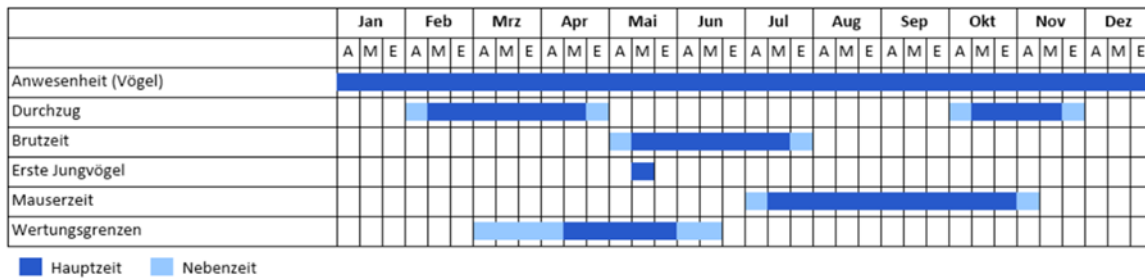 Jan Feb Mrz Apr Mai Jun Jul Aug Sep Okt Nov Dez
A M E A M E A M E A M E A M E A M E A M E A M E A M E A M E A M E A M E
Anwesenheit (Vögel)
Durchzug
Brutzeit
Erste Jungvögel
Mauserzeit
Wertungsgrenzen
Hauptzeit Nebenzeit